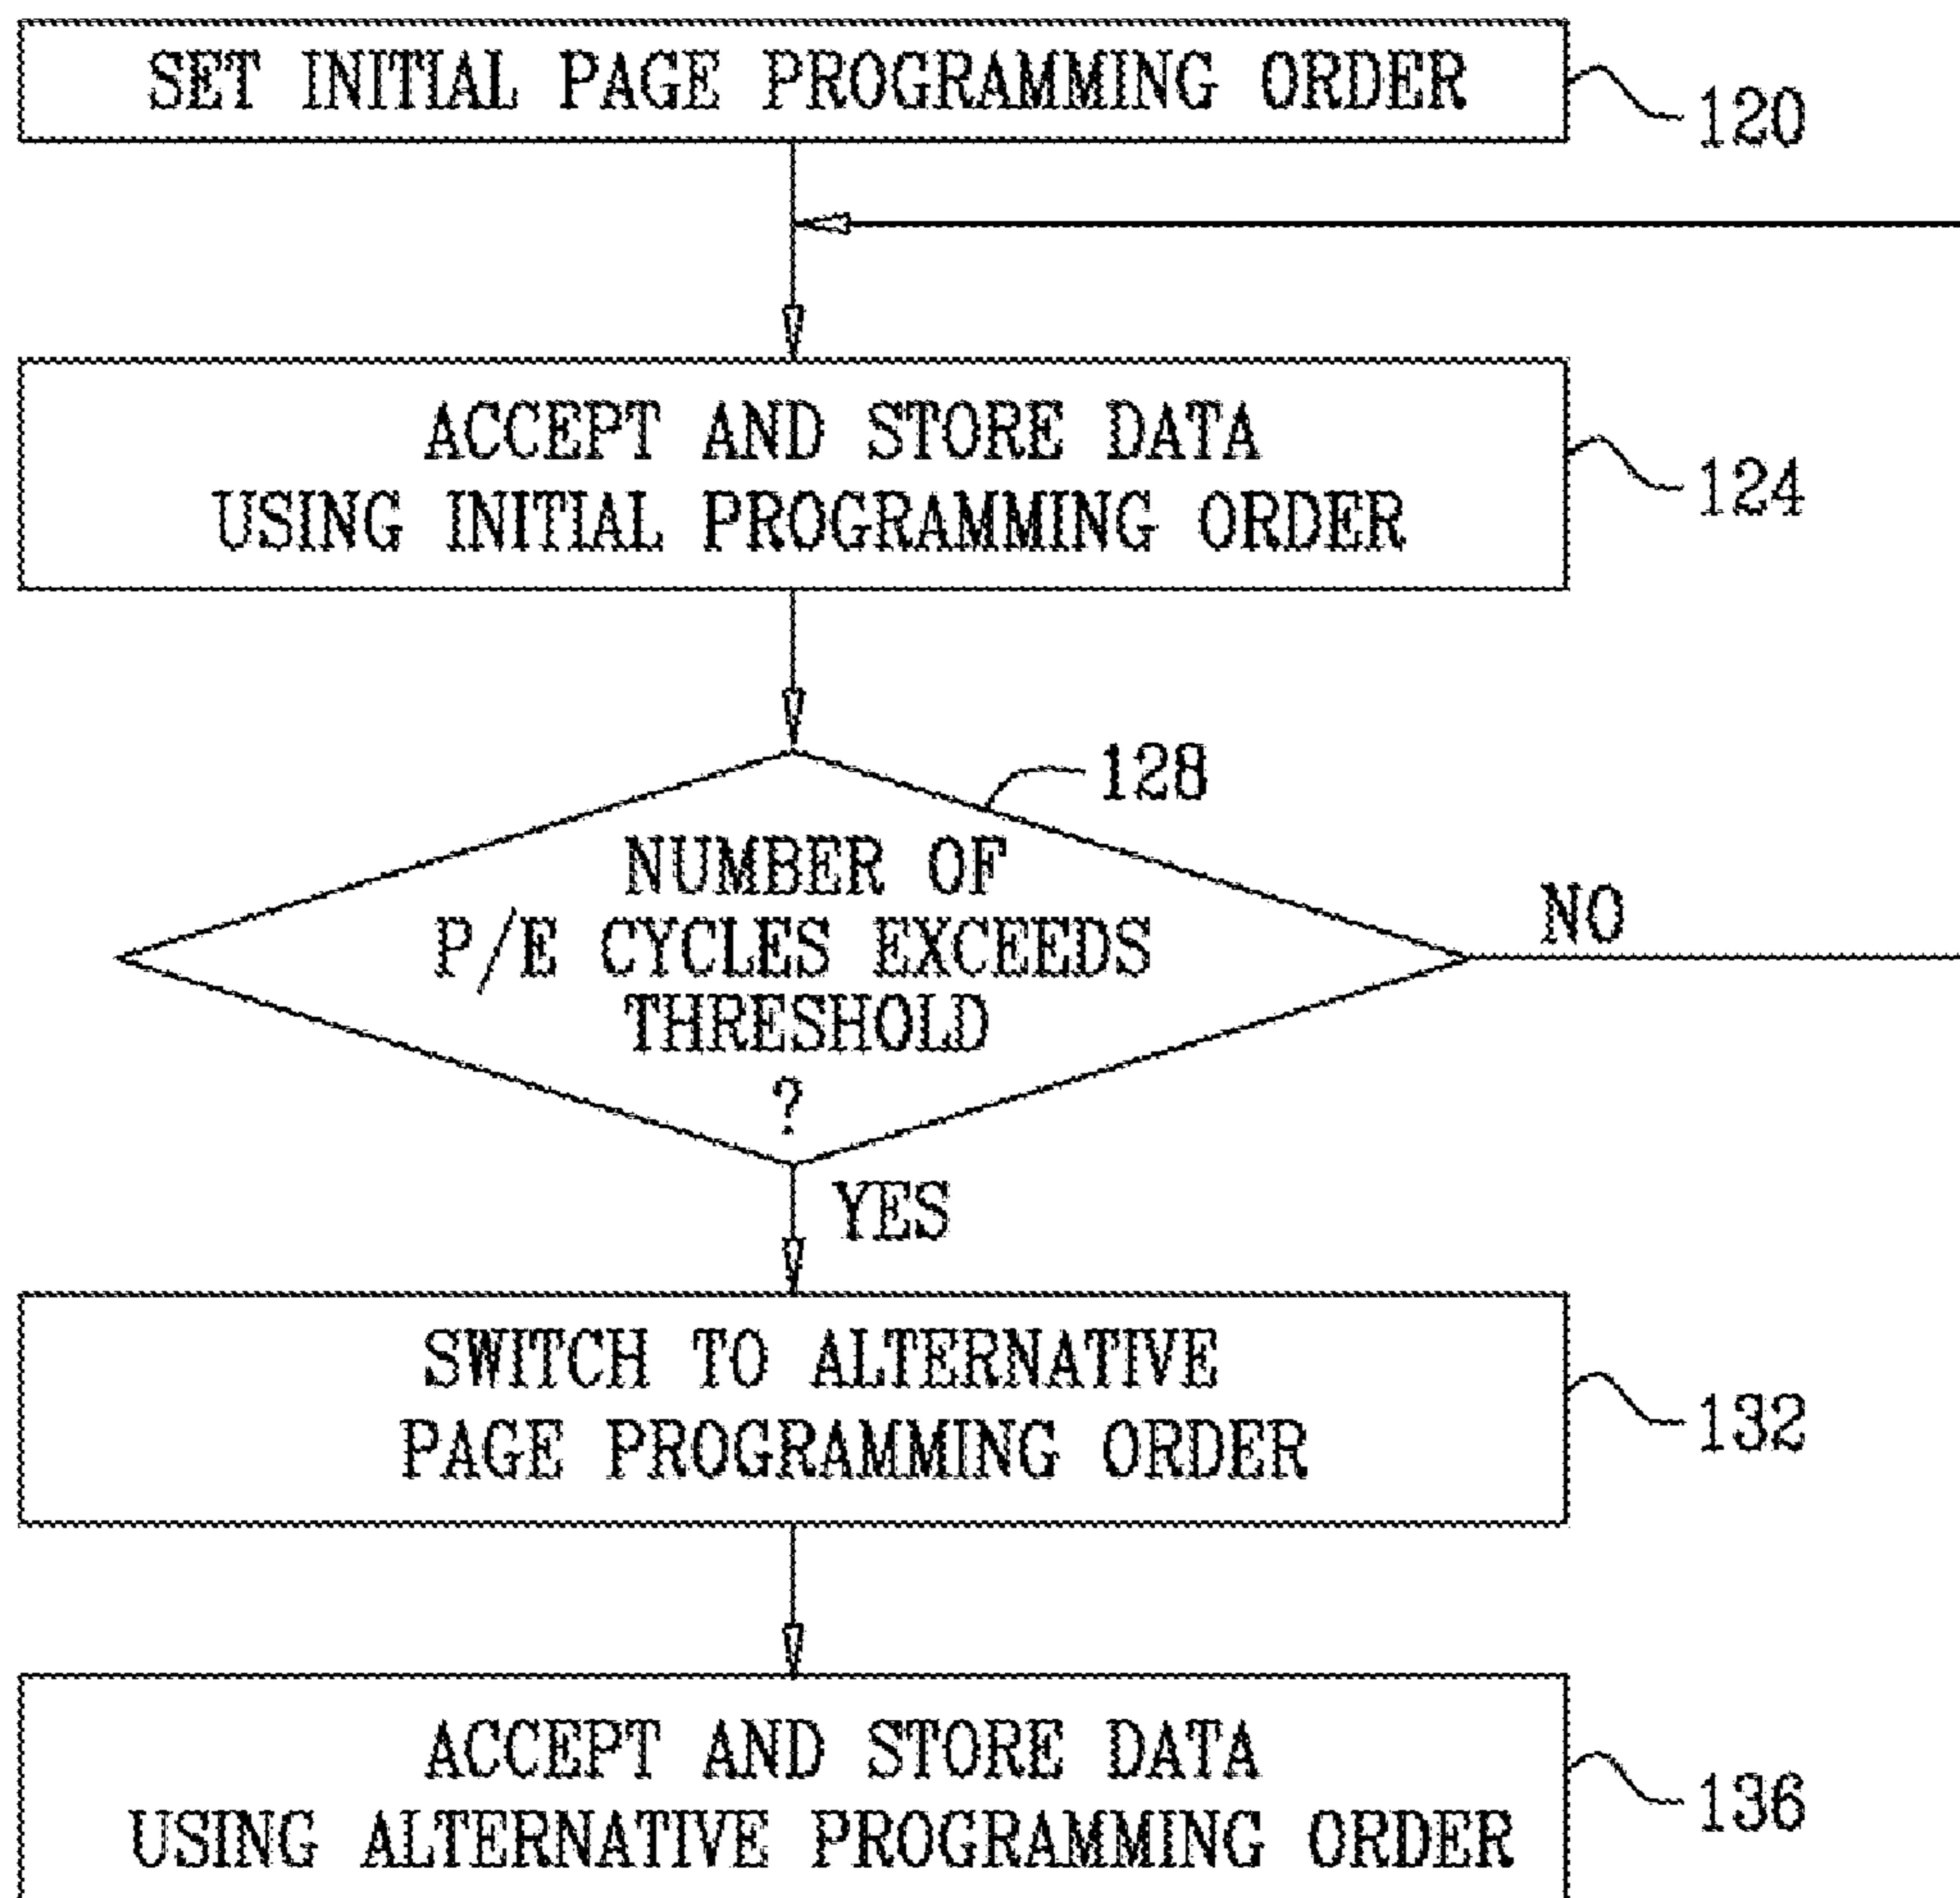 SET INITIAL PAGE PROGRAMMING ORDER
120
ACCEPT AND STORE DATA
USING INITIAL PROGRAMMING ORDER
124
128
NUMBER OF
P/E CYCLES EXCEEDS
THRESHOLD
?
NO
YES
SWITCH TO ALTERNATIVE
PAGE PROGRAMMING ORDER
132
ACCEPT AND STORE DATA
USING ALTERNATIVE PROGRAMMING ORDER
136